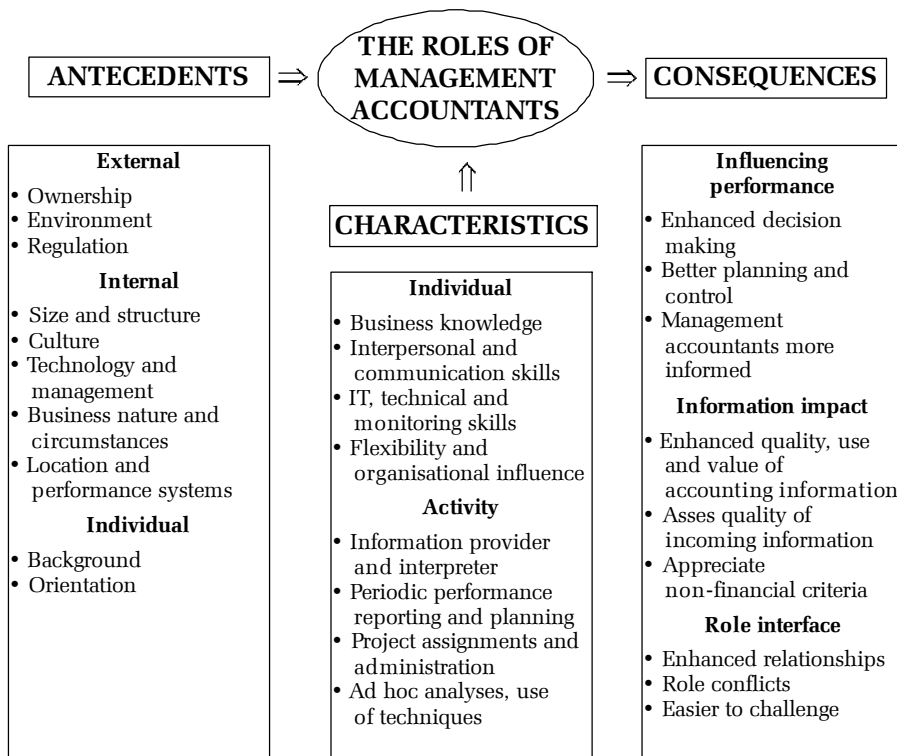 THE ROLES OF
MANAGEMENT
ACCOUNTANTS
ANTECEDENTS
⇒
⇒
CONSEQUENCES
External
• Ownership
• Environment
• Regulation
Internal
• Size and structure
• Culture
• Technology and
management
• Business nature and
circumstances
• Location and
performance systems
Individual
• Background
• Orientation
⇑
CHARACTERISTICS
Individual
• Business knowledge
• Interpersonal and
communication skills
• IT, technical and
monitoring skills
• Flexibility and
organisational influence
Activity
• Information provider
and interpreter
• Periodic performance
reporting and planning
• Project assignments and
administration
• Ad hoc analyses, use
of techniques
Influencing
performance
• Enhanced decision
making
• Better planning and
control
• Management
accountants more
informed
Information impact
• Enhanced quality, use
and value of
accounting information
• Asses quality of
incoming information
• Appreciate
non-financial criteria
Role interface
• Enhanced relationships
• Role conflicts
• Easier to challenge